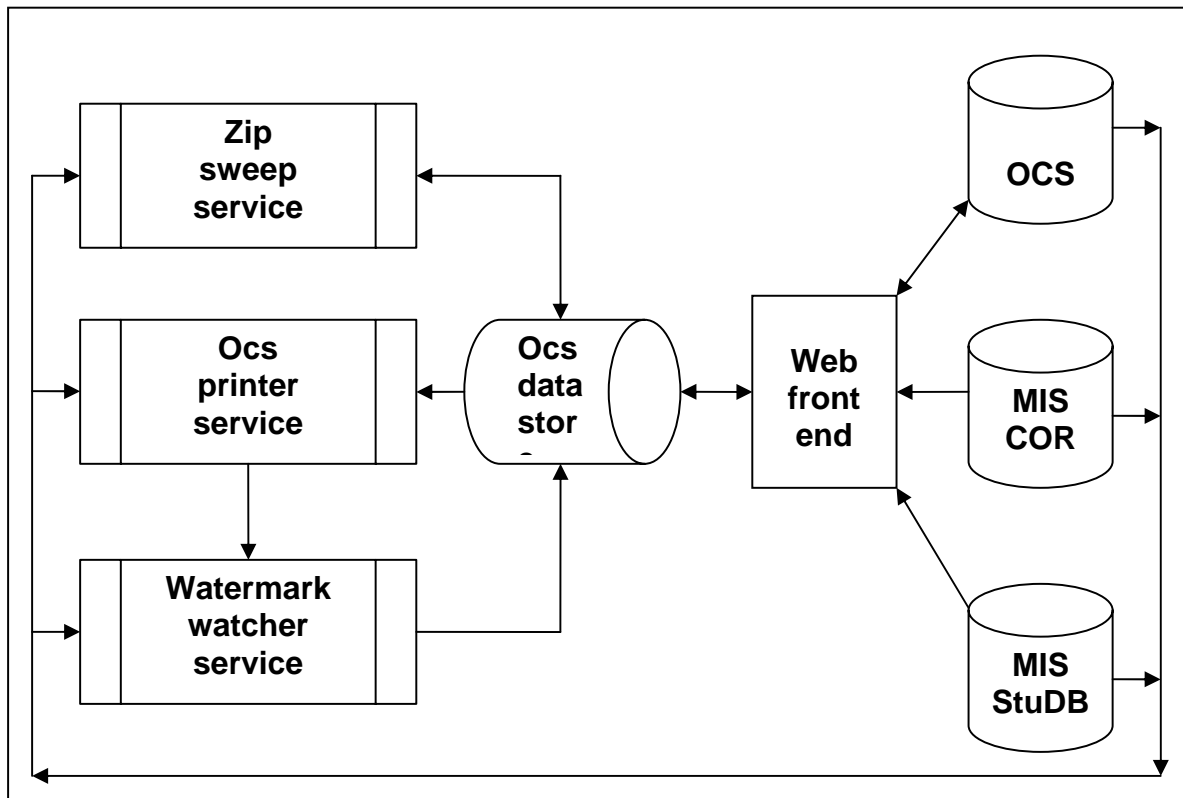 Zip
sweep
service
Ocs
printer
service
Watermark
watcher
service
Ocs
data
stor
Web
front
end
OCS
MIS
COR
MIS
StuDB